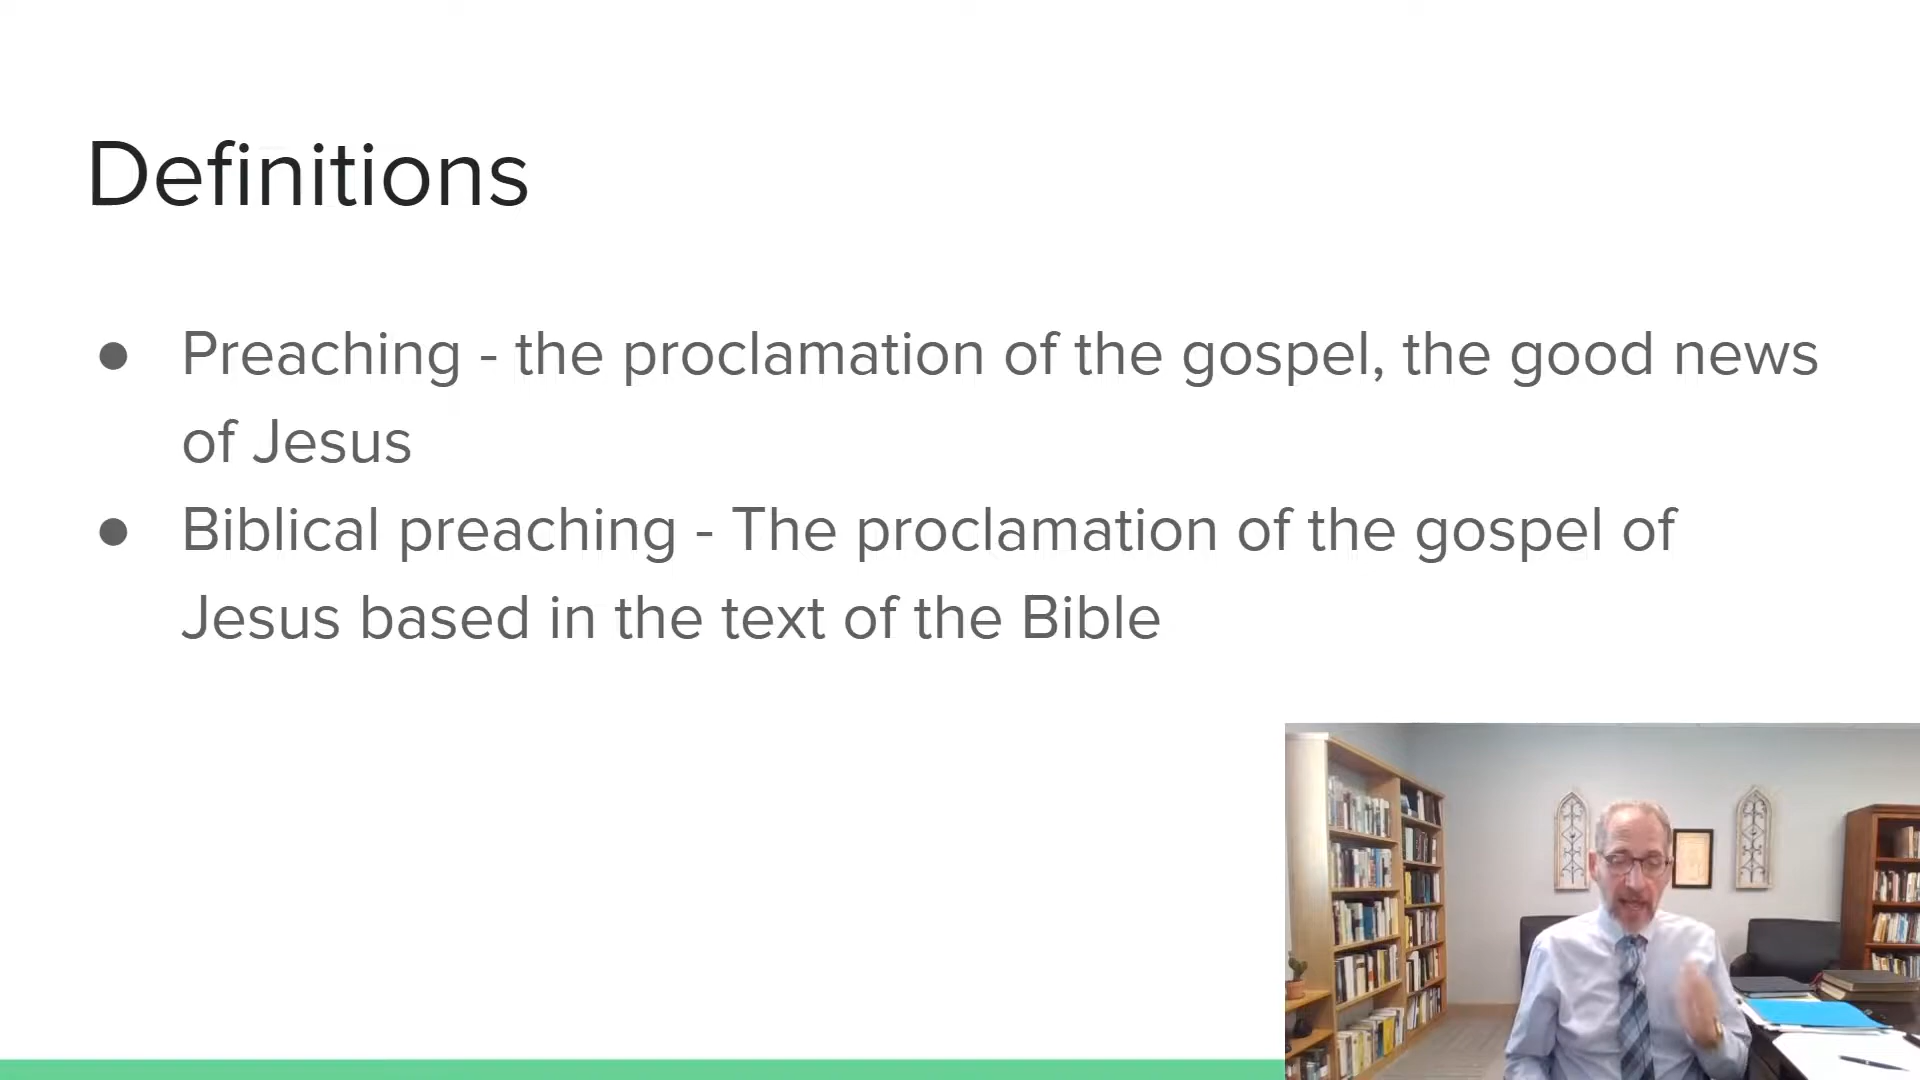 Definitions
● Preaching - the proclamation of the gospel, the good news
of Jesus
● Biblical preaching - The proclamation of the gospel of
Jesus based in the text of the Bible